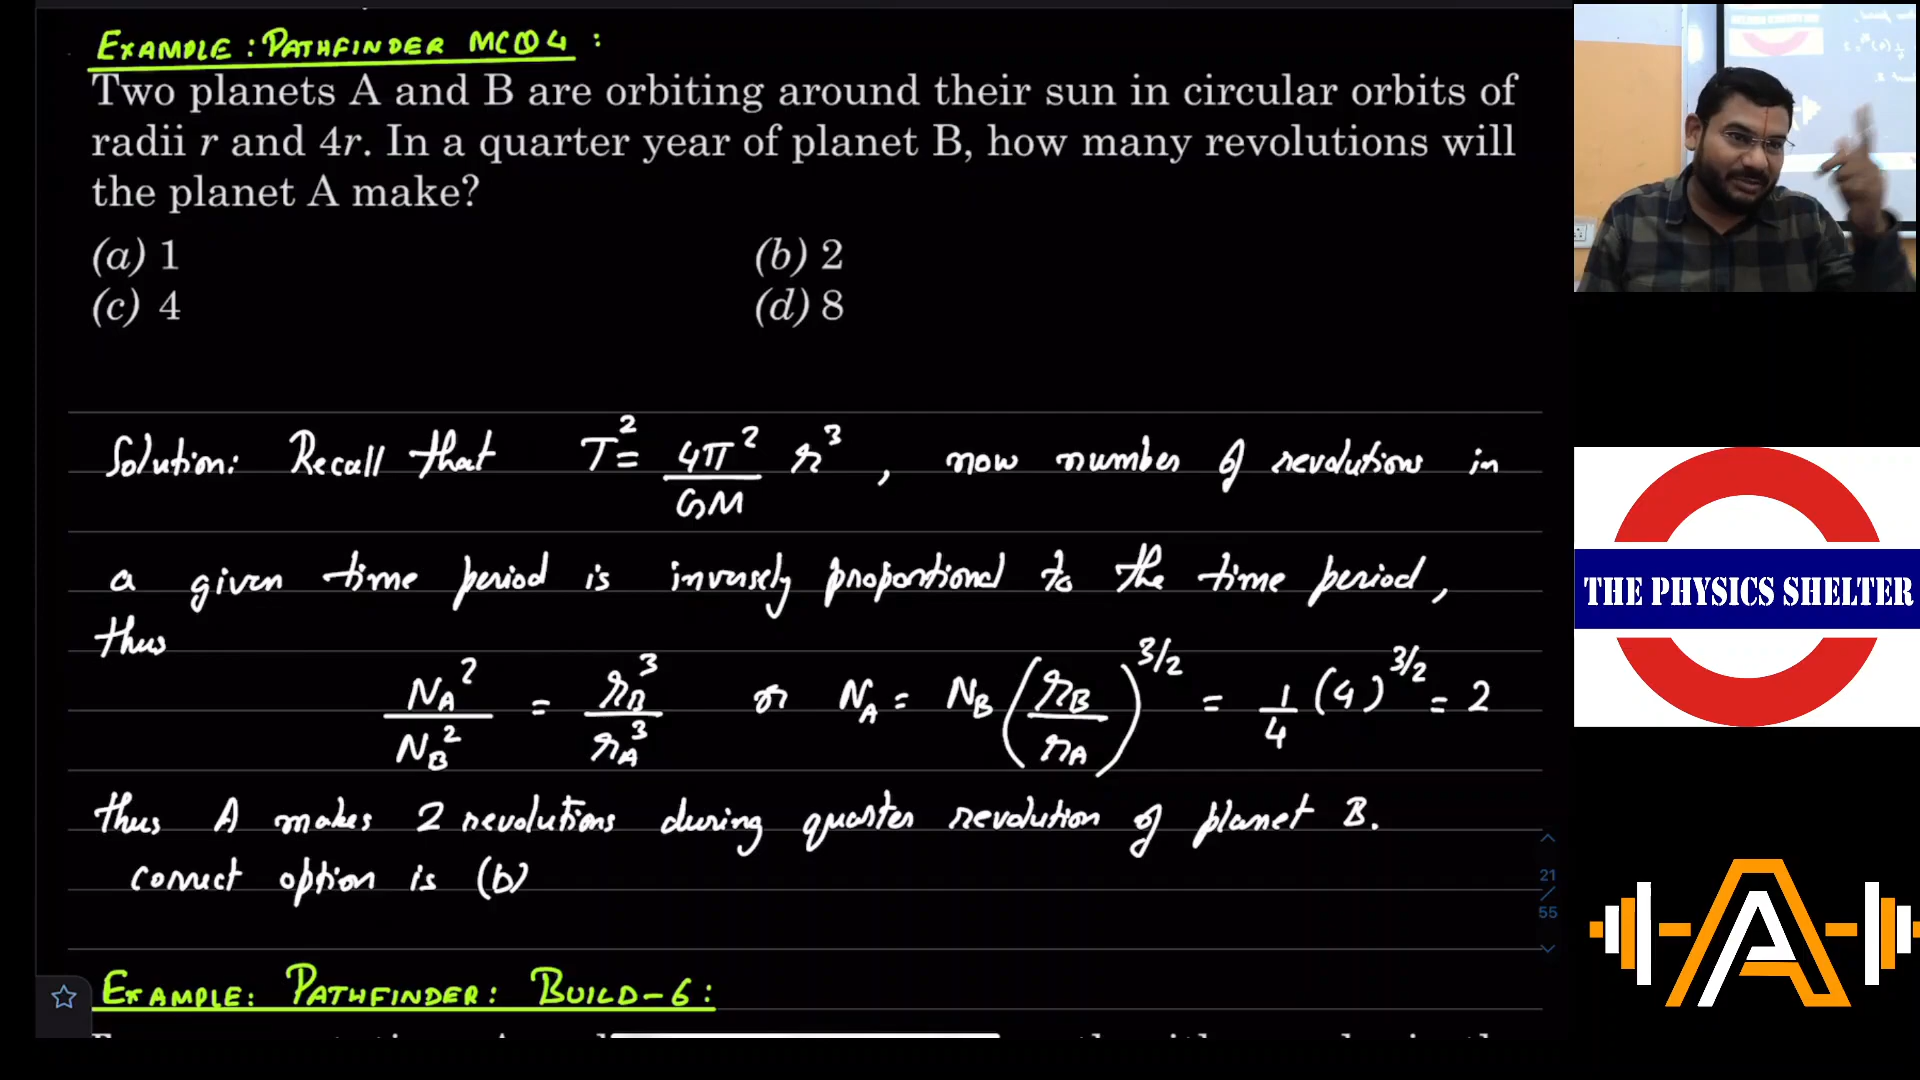 EXAMPLE: PATHFINDER MCQ 4 :
Two planets A and B are orbiting around their sun in circular orbits of
radii r and 4r. In a quarter year of planet B, how many revolutions will
the planet A make?
(a) 1 (b) 2
(c) 4 (d) 8
Solution: Recall that T² = 4π²/GM r³, now number of revolutions in
a given time period is inversely proportional to the time period,
thus
N_A²/N_B² = r_B³/r_A³ or N_A = N_B (r_B/r_A)^3/2 = 1/4 (4)^3/2 = 2
thus A makes 2 revolutions during quarter revolution of planet B.
correct option is (b)
21
/
55
EXAMPLE: PATHFINDER: BUILD-6:
THE PHYSICS SHELTER
A